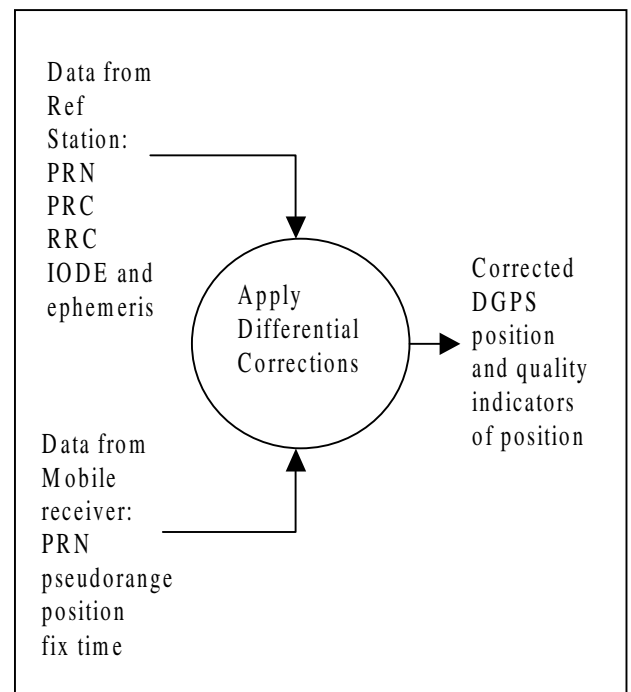 Data from
Ref
Station:
PRN
PRC
RRC
IODE and
ephemeris
Apply
Differential
Corrections
Corrected
DGPS
position
and quality
indicators
of position
Data from
Mobile
receiver:
PRN
pseudorange
position
fix time